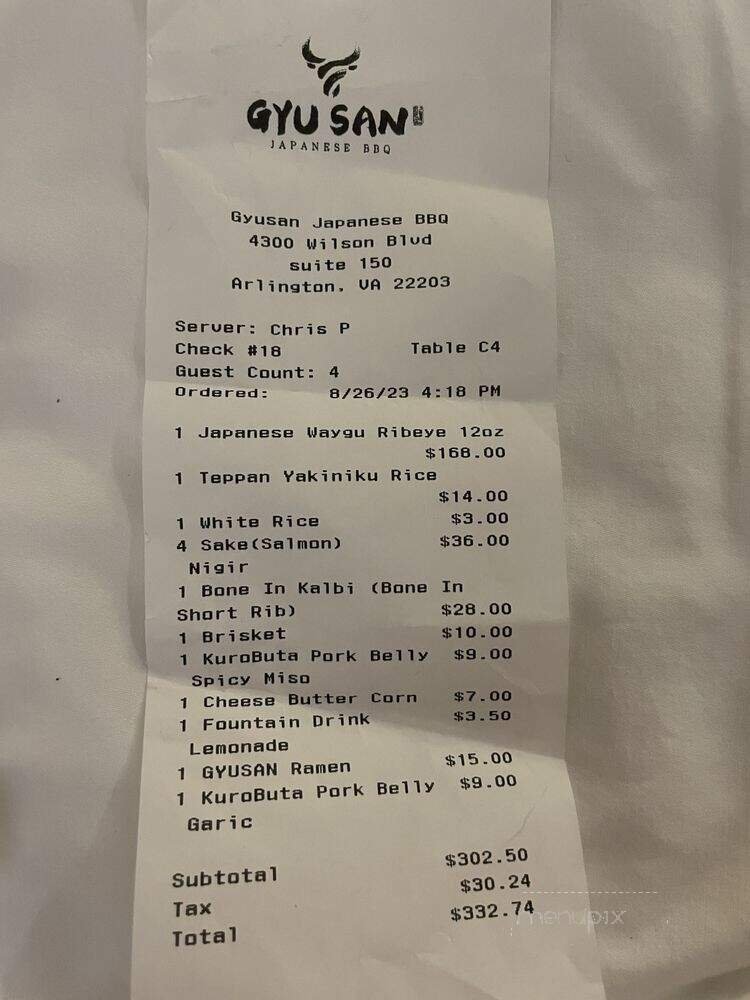 GYU SAN
JAPANESE BBQ
Gyusan Japanese BBQ
4300 Wilson Blvd
suite 150
Arlington, VA 22203
Server: Chris P
Check #18 Table C4
Guest Count: 4
Ordered: 8/26/23 4:18 PM
1 Japanese Waygu Ribeye 12oz
$168.00
1 Teppan Yakiniku Rice
$14.00
1 White Rice $3.00
4 Sake(Salmon) $36.00
Nigir
1 Bone In Kalbi (Bone In
Short Rib) $28.00
1 Brisket $10.00
1 KuroButa Pork Belly $9.00
Spicy Miso
1 Cheese Butter Corn $7.00
1 Fountain Drink $3.50
Lemonade
1 GYUSAN Ramen $15.00
1 KuroButa Pork Belly $9.00
Garic
Subtotal $302.50
Tax $30.24
Total $332.74
menupix